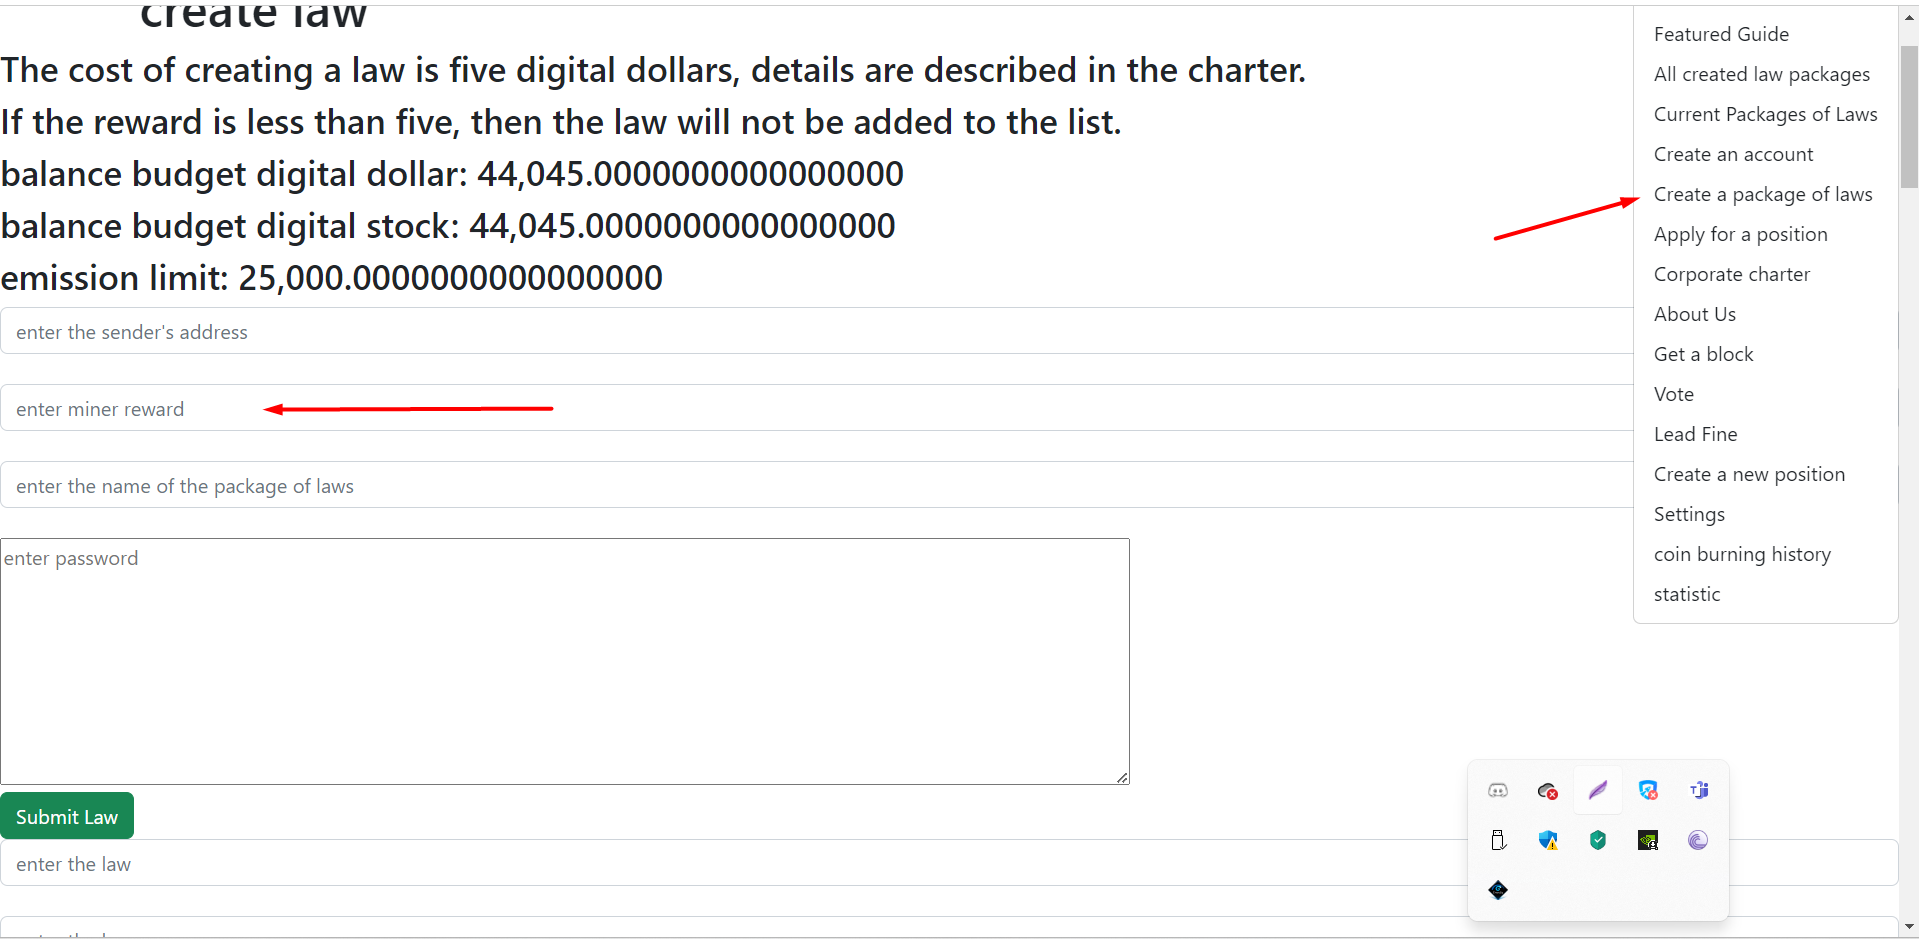 create law
The cost of creating a law is five digital dollars, details are described in the charter.
If the reward is less than five, then the law will not be added to the list.
balance budget digital dollar: 44,045.0000000000000000
balance budget digital stock: 44,045.0000000000000000
emission limit: 25,000.0000000000000000
enter the sender's address
enter miner reward
enter the name of the package of laws
enter password
Submit Law
enter the law
Featured Guide
All created law packages
Current Packages of Laws
Create an account
Create a package of laws
Apply for a position
Corporate charter
About Us
Get a block
Vote
Lead Fine
Create a new position
Settings
coin burning history
statistic